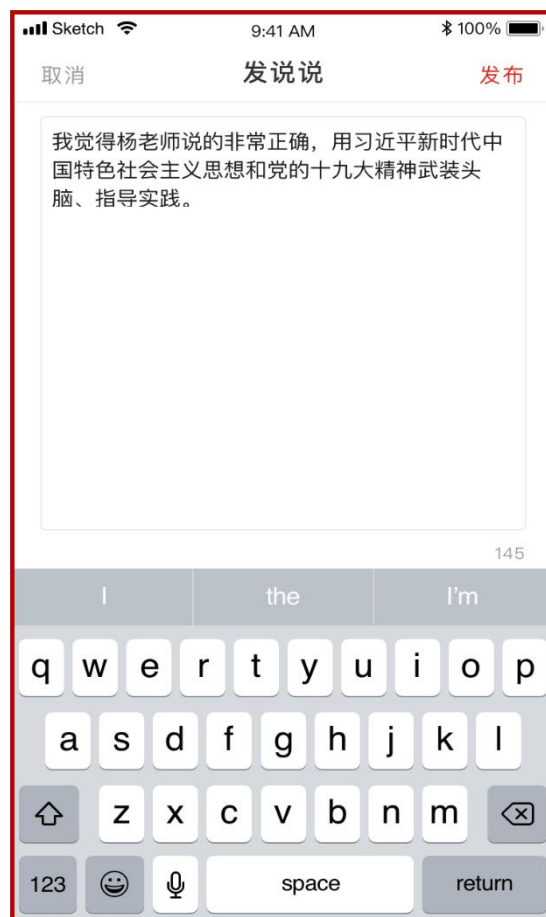 Sketch 9:41 AM 100%
取消 发说说 发布
我觉得杨老师说的非常正确，用习近平新时代中
国特色社会主义思想和党的十九大精神武装头
脑、指导实践。
145
I the I'm
q w e r t y u i o p
a s d f g h j k l
z x c v b n m
123 space return